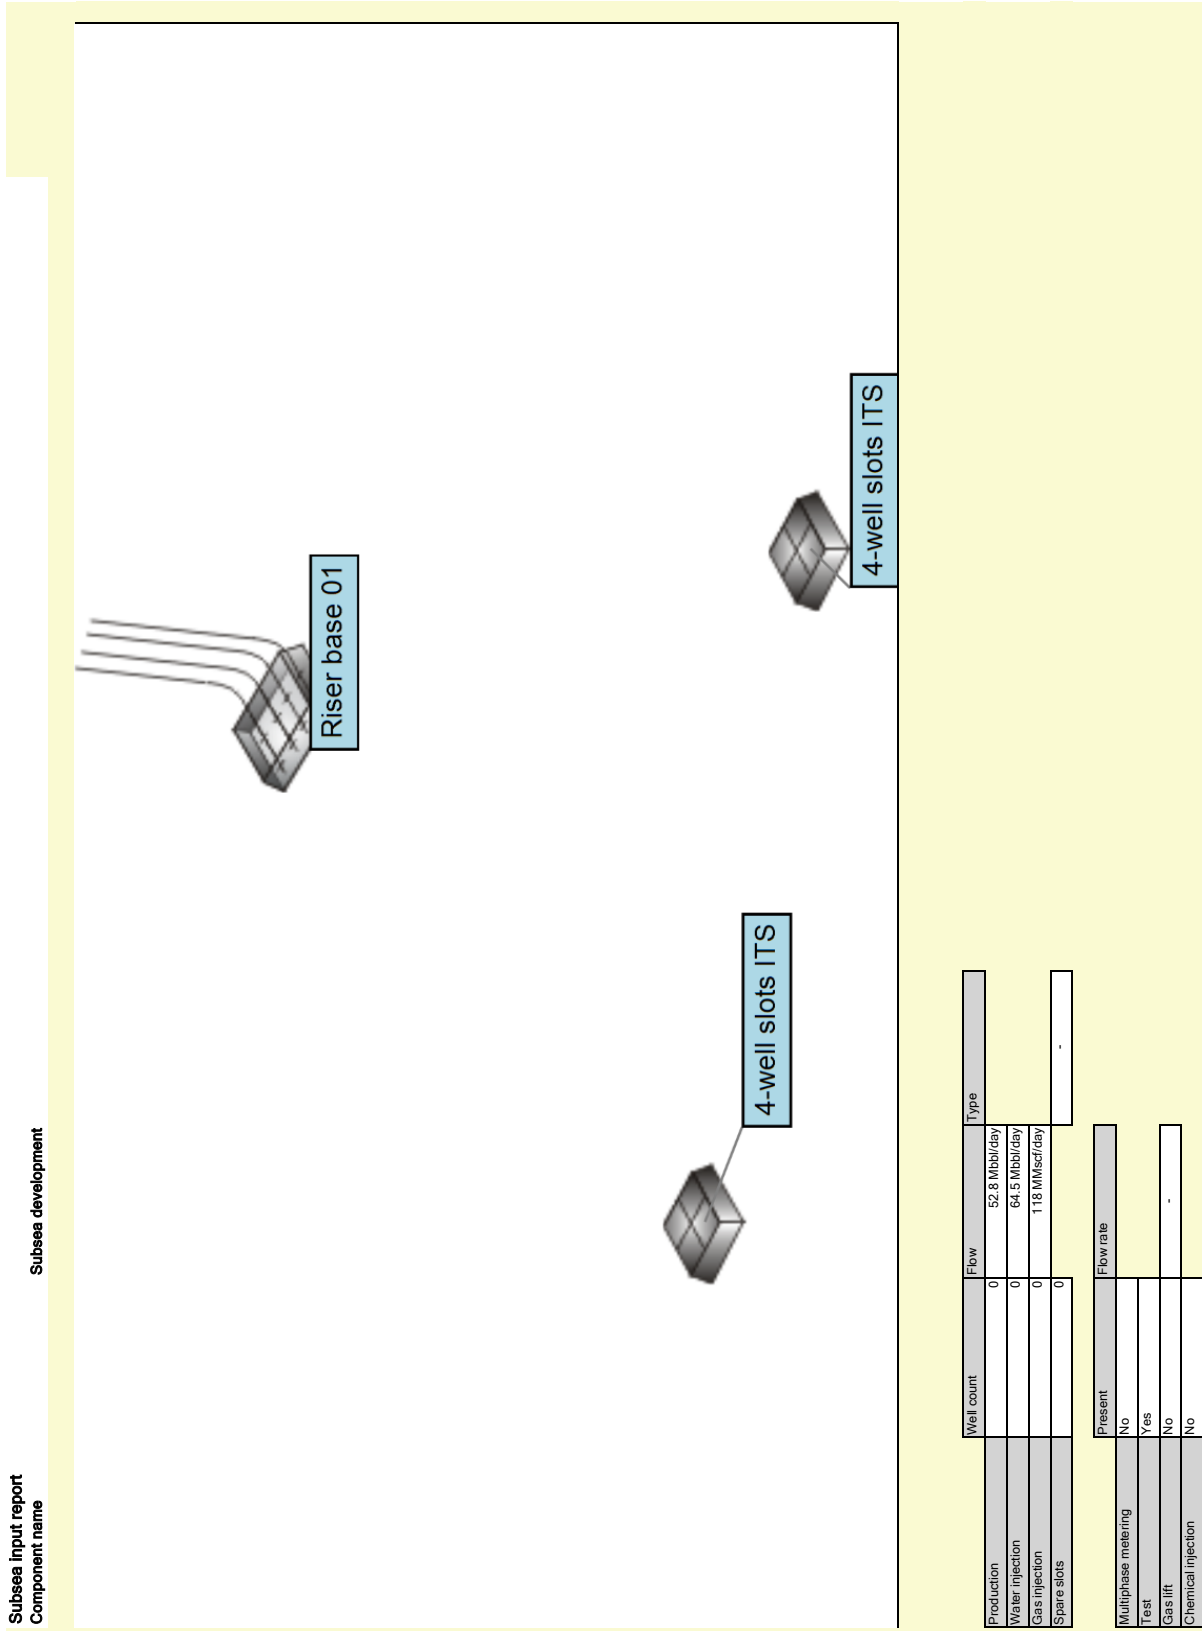 Subsea input report
Component name Subsea development
Riser base 01
4-well slots ITS
4-well slots ITS
Well count Flow Type
Production 0 52.8 Mbbl/day
Water injection 0 64.5 Mbbl/day
Gas injection 0 118 MMscf/day
Spare slots 0 -
Present Flow rate
Multiphase metering No
Test Yes
Gas lift No -
Chemical injection No